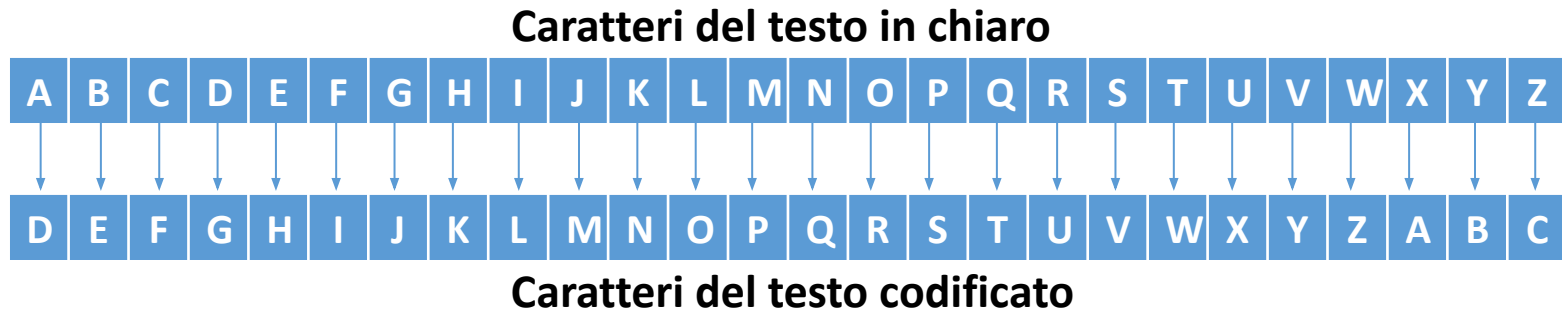 Caratteri del testo in chiaro
A B C D E F G H I J K L M N O P Q R S T U V W X Y Z
D E F G H I J K L M N O P Q R S T U V W X Y Z A B C
Caratteri del testo codificato